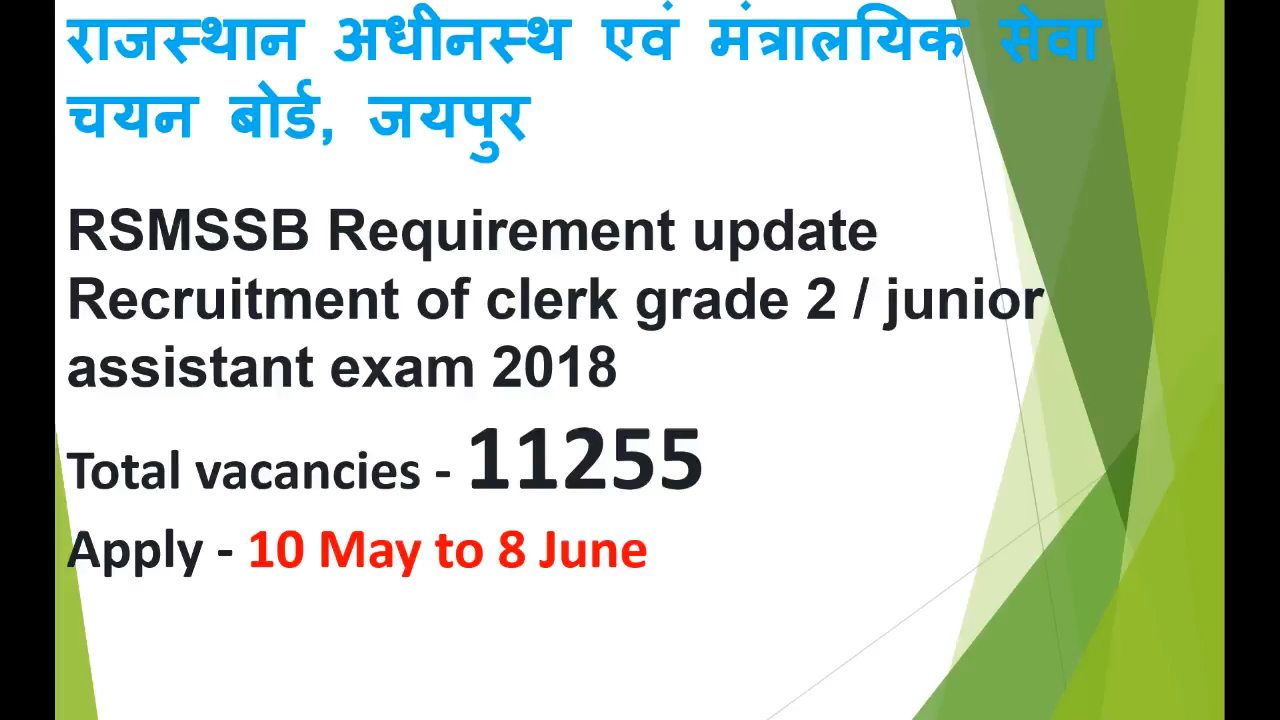 राजस्थान अधीनस्थ एवं मंत्रालयिक सेवा
चयन बोर्ड, जयपुर
RSMSSB Requirement update
Recruitment of clerk grade 2 / junior
assistant exam 2018
Total vacancies - 11255
Apply - 10 May to 8 June